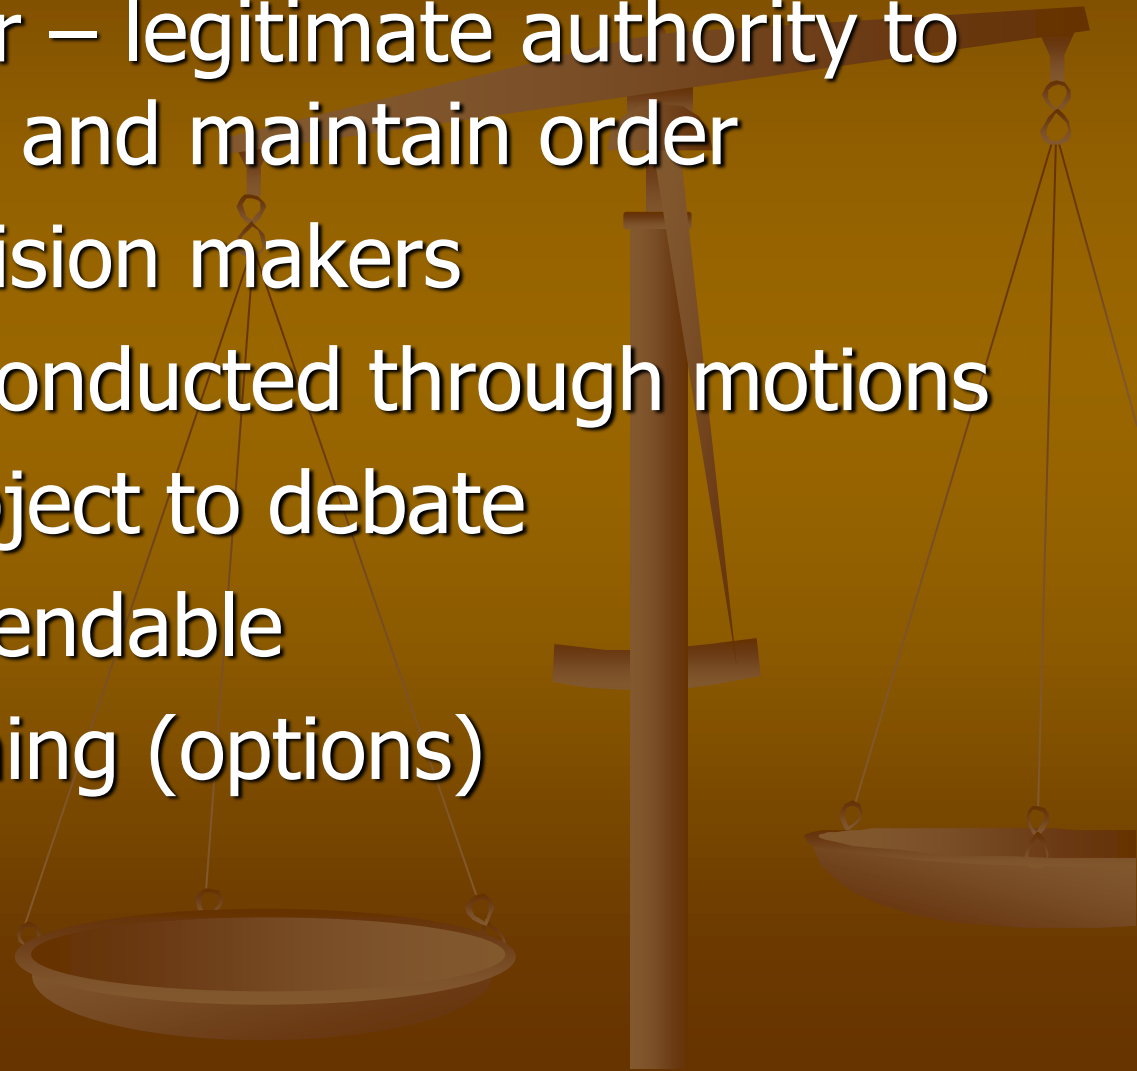 r – legitimate authority to
and maintain order
ision makers
onducted through motions
ject to debate
endable
ing (options)